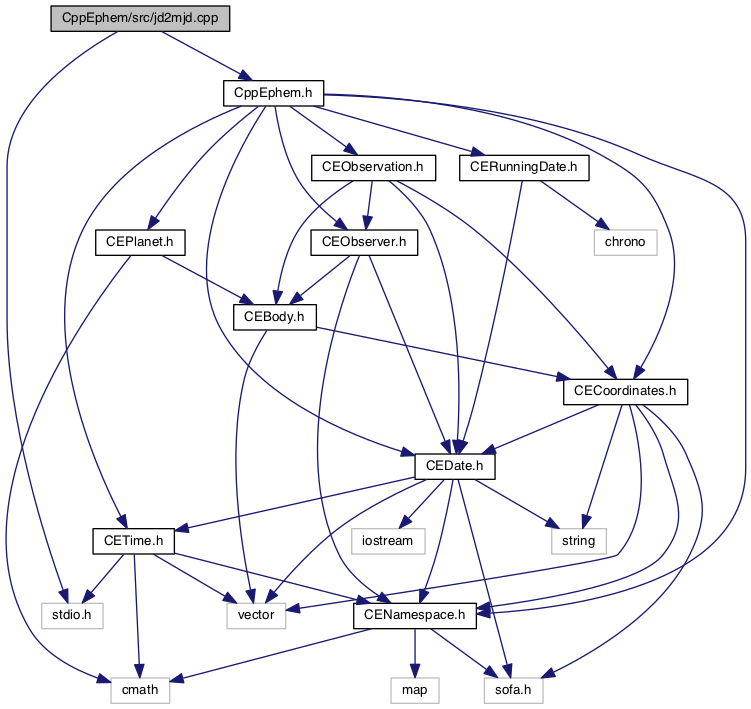 CppEphem/src/jd2mjd.cpp
CppEphem.h
CEObservation.h
CERunningDate.h
CEPlanet.h
CEObserver.h
chrono
CEBody.h
CECoordinates.h
CEDate.h
CETime.h
iostream
string
stdio.h
vector
CENamespace.h
cmath
map
sofa.h